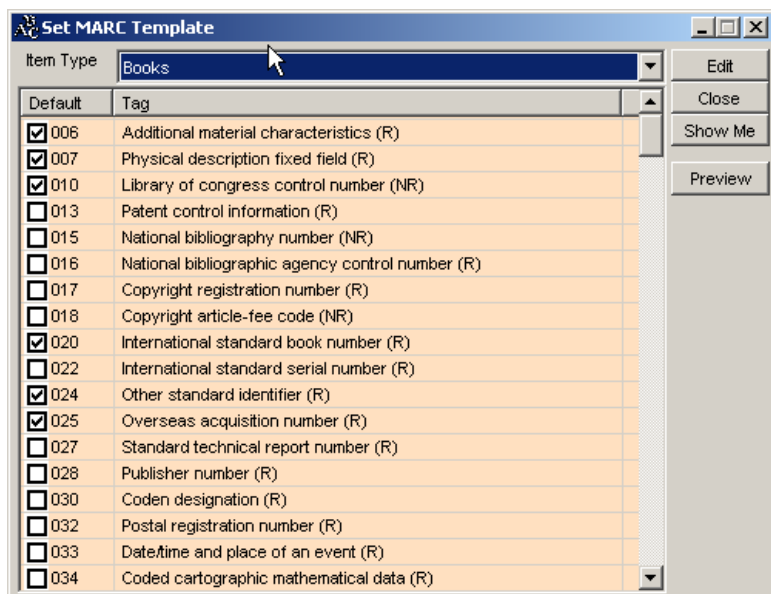 Set MARC Template
Item Type Books Edit
Default Tag Close
006 Additional material characteristics (R) Show Me
007 Physical description fixed field (R)
010 Library of congress control number (NR) Preview
013 Patent control information (R)
015 National bibliography number (NR)
016 National bibliographic agency control number (R)
017 Copyright registration number (R)
018 Copyright article-fee code (NR)
020 International standard book number (R)
022 International standard serial number (R)
024 Other standard identifier (R)
025 Overseas acquisition number (R)
027 Standard technical report number (R)
028 Publisher number (R)
030 Coden designation (R)
032 Postal registration number (R)
033 Date/time and place of an event (R)
034 Coded cartographic mathematical data (R)